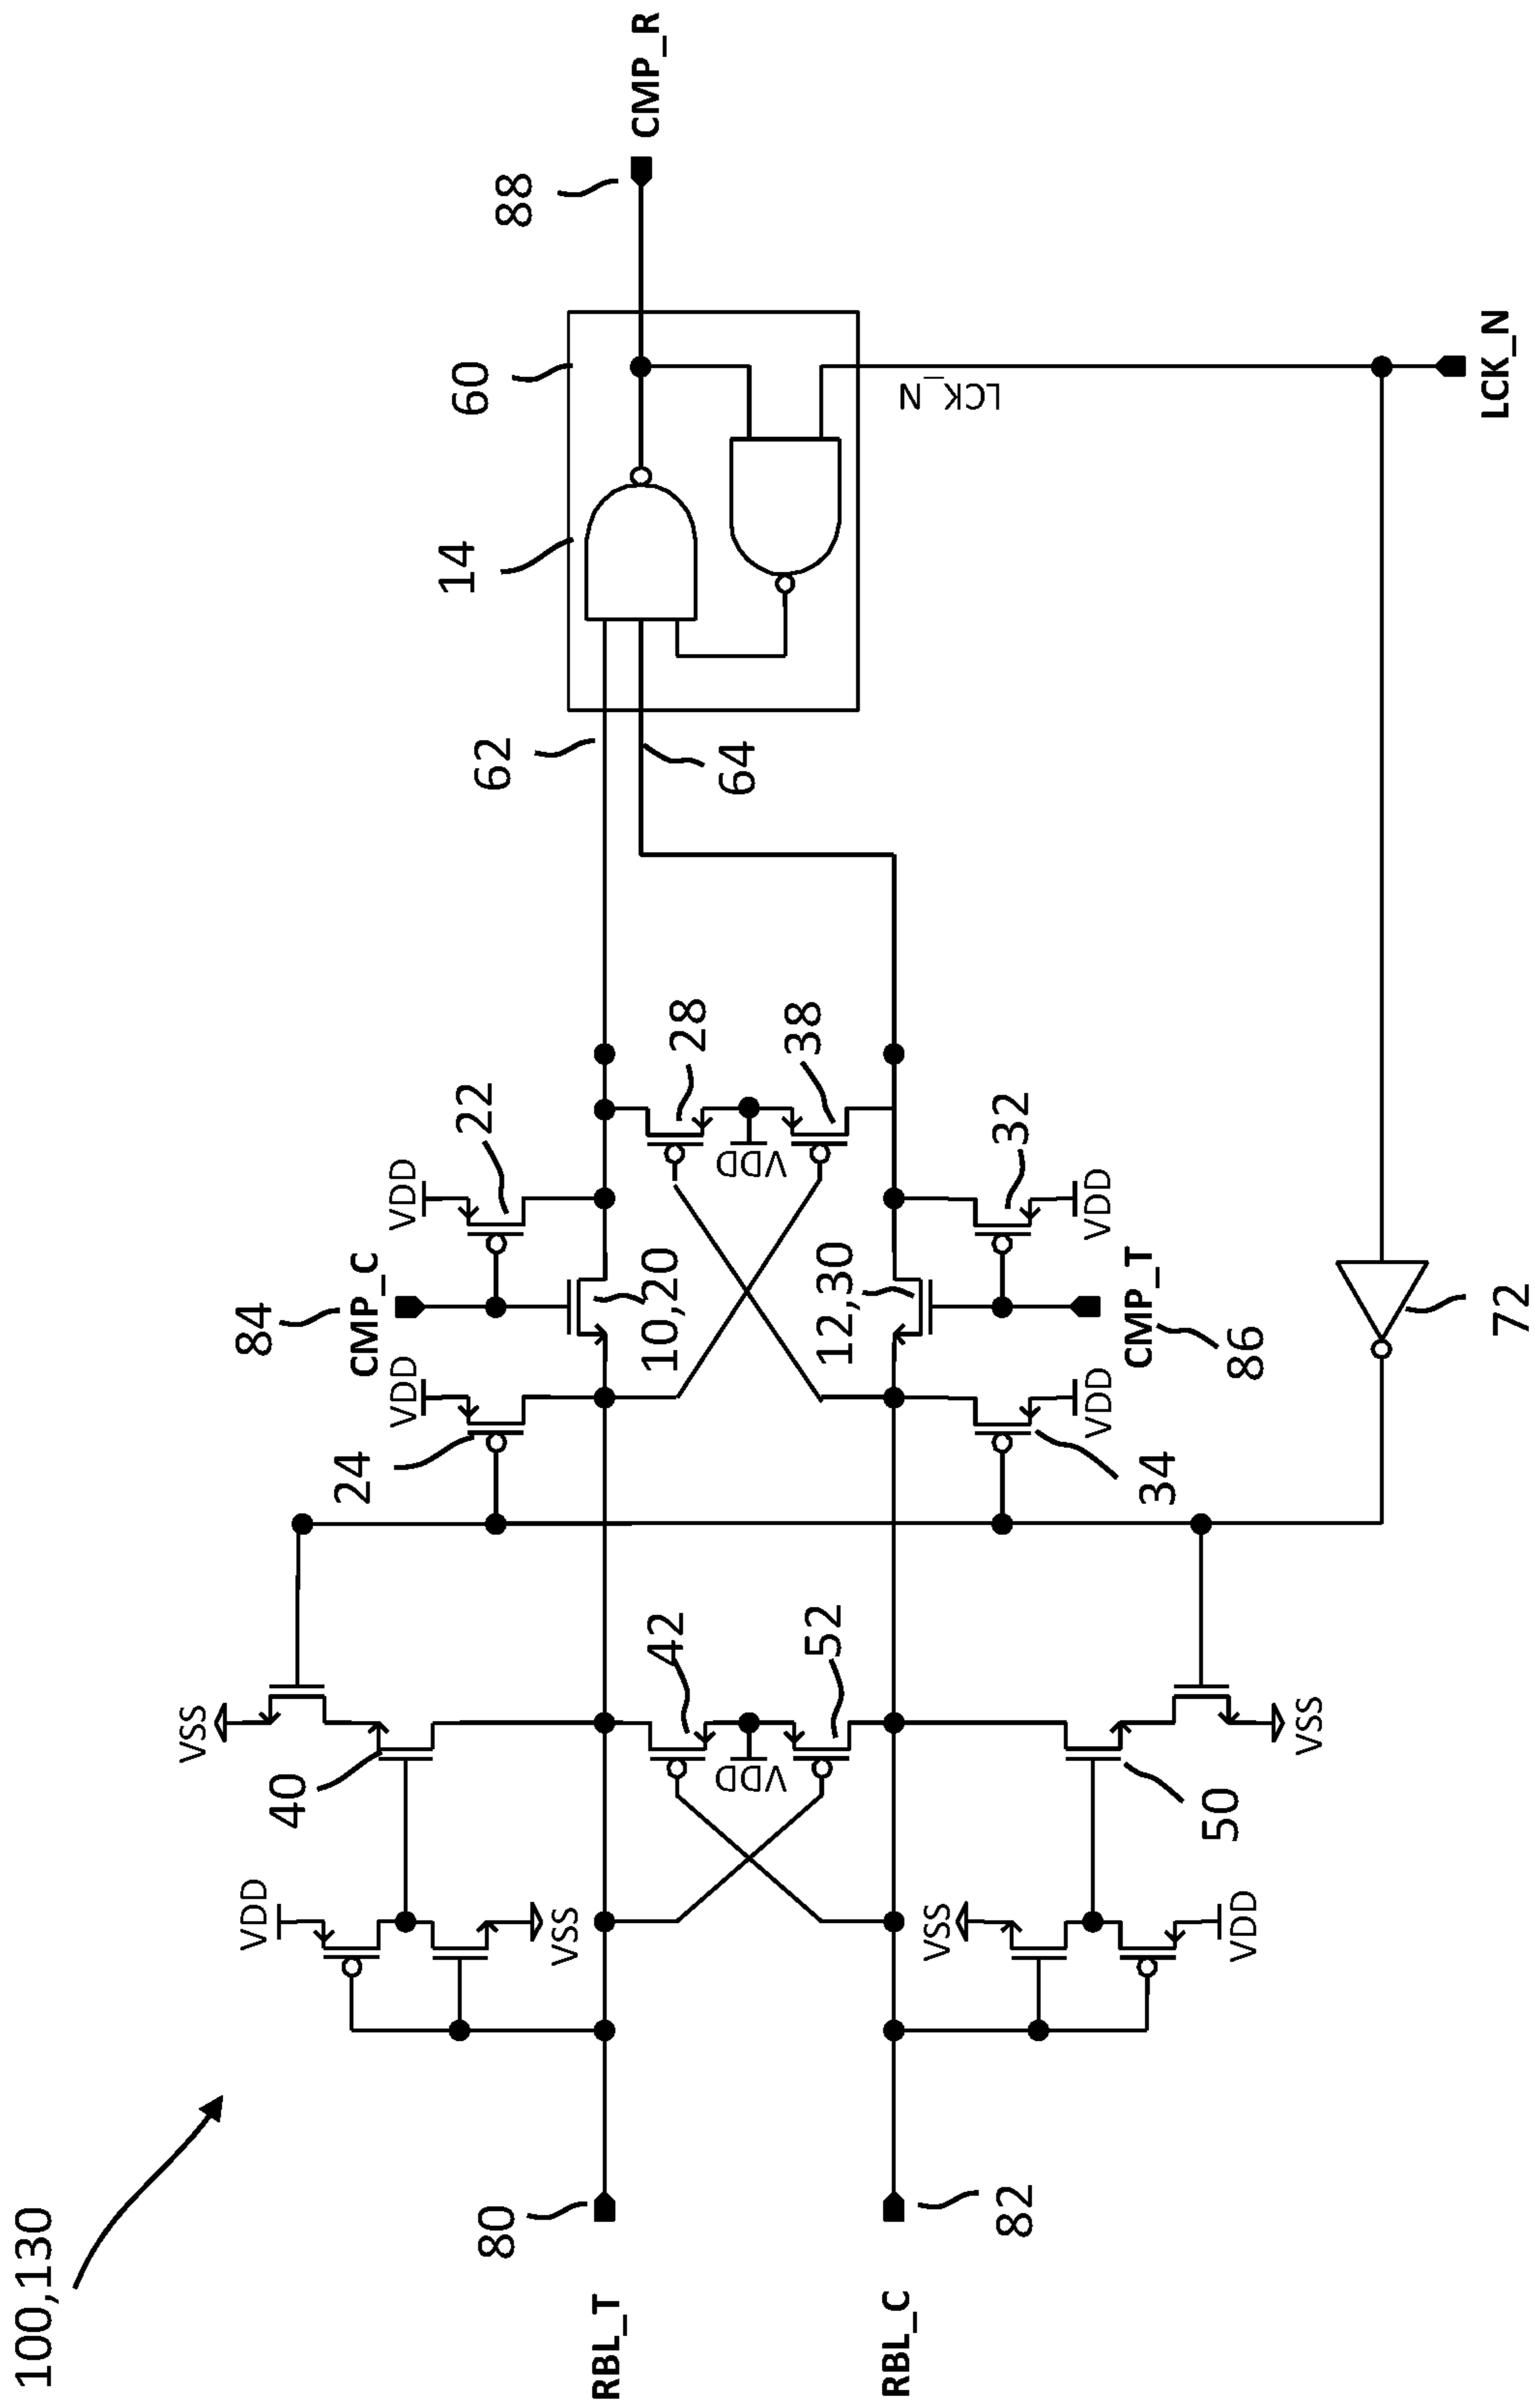 100,130
RBL_T
80
RBL_C
82
VDD
VSS
VSS
VDD
40
VSS
50
VSS
42
52
VDD
24
VDD
34
VDD
84
CMP_C
10,20
12,30
CMP_T
86
22
VDD
28
38
VDD
32
VDD
62
64
14
60
LCK_N
72
LCK_N
88
CMP_R